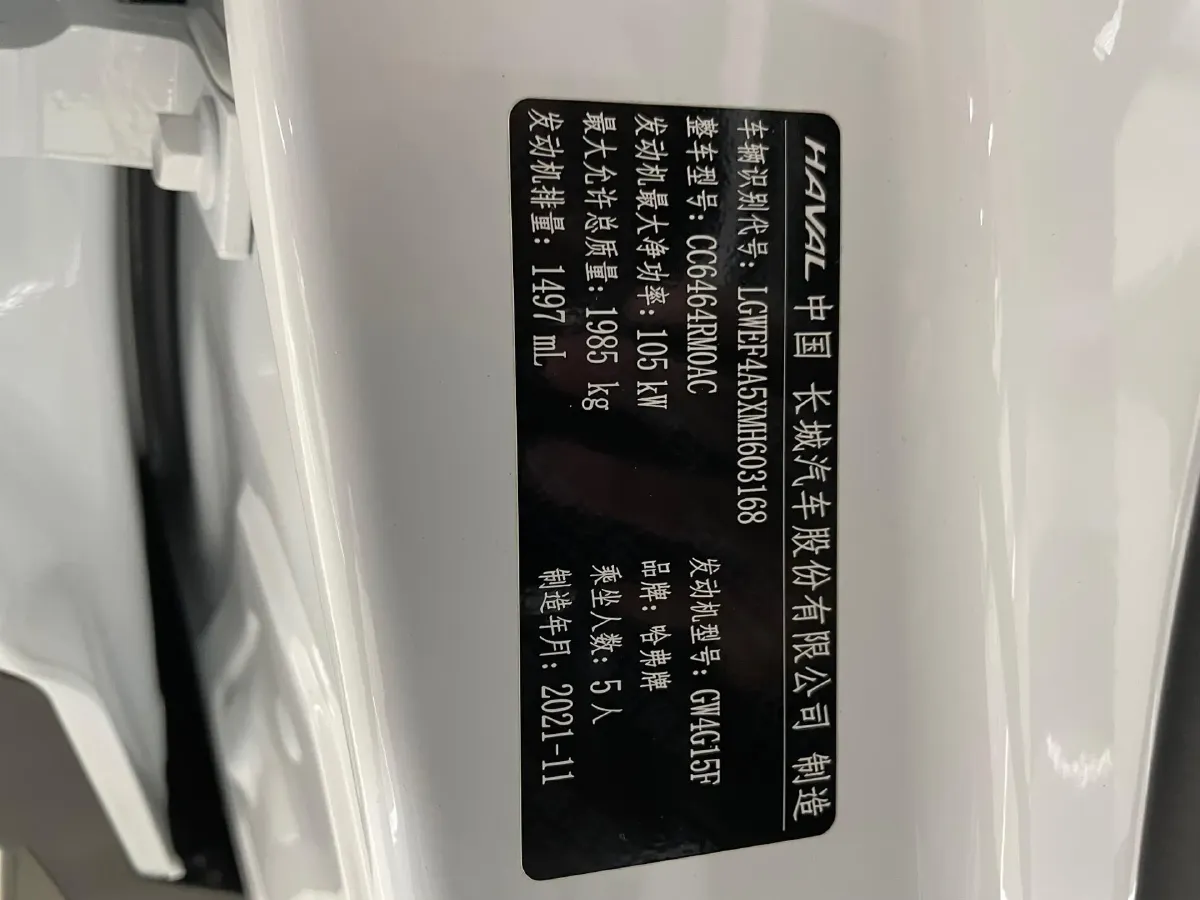 HAVAL 中国 长城汽车股份有限公司 制造
车辆识别代号：LGWEF4A5XMH603168
整车型号：CC6464RM0AC 发动机型号：GW4G15F
发动机最大净功率：105 kW 品牌：哈弗牌
最大允许总质量：1985 kg 乘坐人数：5人
发动机排量：1497 mL 制造年月：2021-11